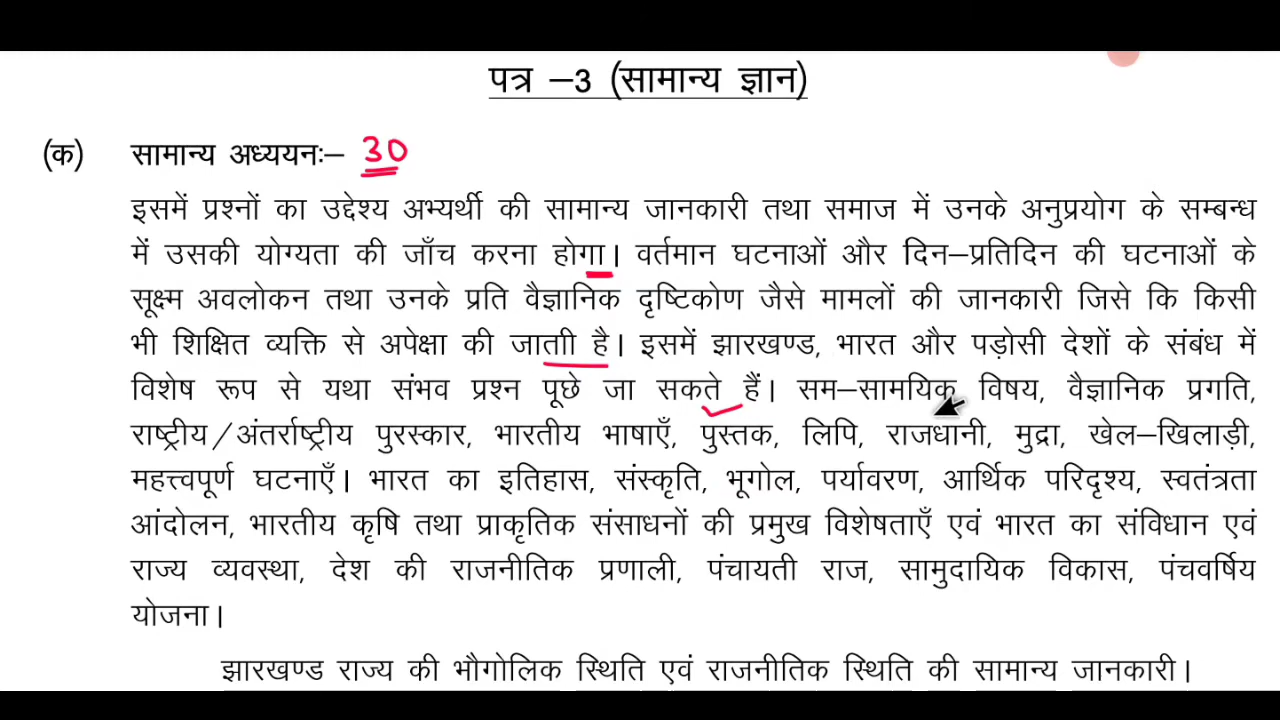 पत्र –3 (सामान्य ज्ञान)
(क) सामान्य अध्ययनः– 30
इसमें प्रश्नों का उद्देश्य अभ्यर्थी की सामान्य जानकारी तथा समाज में उनके अनुप्रयोग के सम्बन्ध
में उसकी योग्यता की जाँच करना होगा। वर्तमान घटनाओं और दिन–प्रतिदिन की घटनाओं के
सूक्ष्म अवलोकन तथा उनके प्रति वैज्ञानिक दृष्टिकोण जैसे मामलों की जानकारी जिसे कि किसी
भी शिक्षित व्यक्ति से अपेक्षा की जाताी है। इसमें झारखण्ड, भारत और पड़ोसी देशों के संबंध में
विशेष रूप से यथा संभव प्रश्न पूछे जा सकते हैं। सम–सामयिक विषय, वैज्ञानिक प्रगति,
राष्ट्रीय/अंतर्राष्ट्रीय पुरस्कार, भारतीय भाषाएँ, पुस्तक, लिपि, राजधानी, मुद्रा, खेल–खिलाड़ी,
महत्त्वपूर्ण घटनाएँ। भारत का इतिहास, संस्कृति, भूगोल, पर्यावरण, आर्थिक परिदृश्य, स्वतंत्रता
आंदोलन, भारतीय कृषि तथा प्राकृतिक संसाधनों की प्रमुख विशेषताएँ एवं भारत का संविधान एवं
राज्य व्यवस्था, देश की राजनीतिक प्रणाली, पंचायती राज, सामुदायिक विकास, पंचवर्षिय
योजना।
झारखण्ड राज्य की भौगोलिक स्थिति एवं राजनीतिक स्थिति की सामान्य जानकारी।